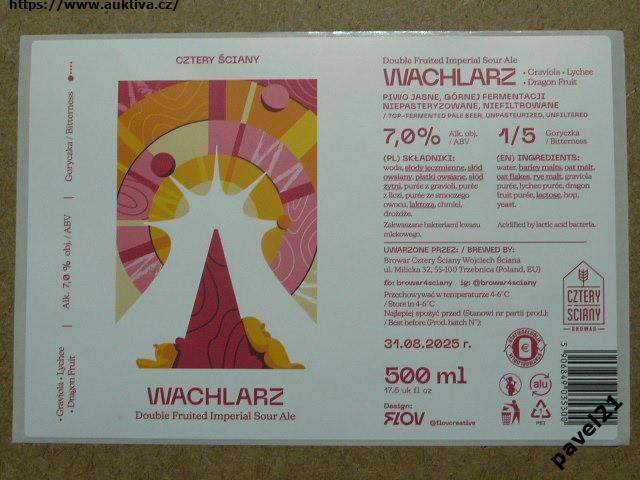 https://www.auktiva.cz/
• Graviola • Lychee
• Dragon Fruit
Alk. 7,0 % obj. / ABV
Goryczka / Bitterness
CZTERY ŚCIANY
WACHLARZ
Double Fruited Imperial Sour Ale
Double Fruited Imperial Sour Ale
WACHLARZ
• Graviola • Lychee
• Dragon Fruit
PIWO JASNE, GÓRNEJ FERMENTACJI
NIEPASTERYZOWANE, NIEFILTROWANE
/ TOP-FERMENTED PALE BEER, UNPASTEURIZED, UNFILTERED
7,0% Alk. obj.
/ ABV
1/5 Goryczka
/ Bitterness
(PL) SKŁADNIKI:
woda, słody jęczmienne, słód
owsiany, płatki owsiane, słód
żytni, purée z gravioli, purée
z liczi, purée ze smoczego
owocu, laktoza, chmiel,
drożdże.
Zakwaszane bakteriami kwasu
mlekowego.
(EN) INGREDIENTS:
water, barley malts, oat malt,
oat flakes, rye malt, graviola
purée, lychee purée, dragon
fruit purée, lactose, hop,
yeast.
Acidified by lactic acid bacteria.
UWARZONE PRZEZ: / BREWED BY:
Browar Cztery Ściany Wojciech Ściana
ul. Milicka 32, 55-100 Trzebnica (Poland, EU)
fb: browar4sciany ig: @browar4sciany
Przechowywać w temperaturze 4-6°C
/ Store in 4-6°C
Najlepiej spożyć przed (Stanowi nr partii prod.):
/ Best before (Prod. batch N°):
31.08.2025 r.
500 ml
17.6 uk fl oz
Design:
FLOV @flovcreative
CZTERY
ŚCIANY
BROWAR
alu
PET
5 906849 035300
pavel21